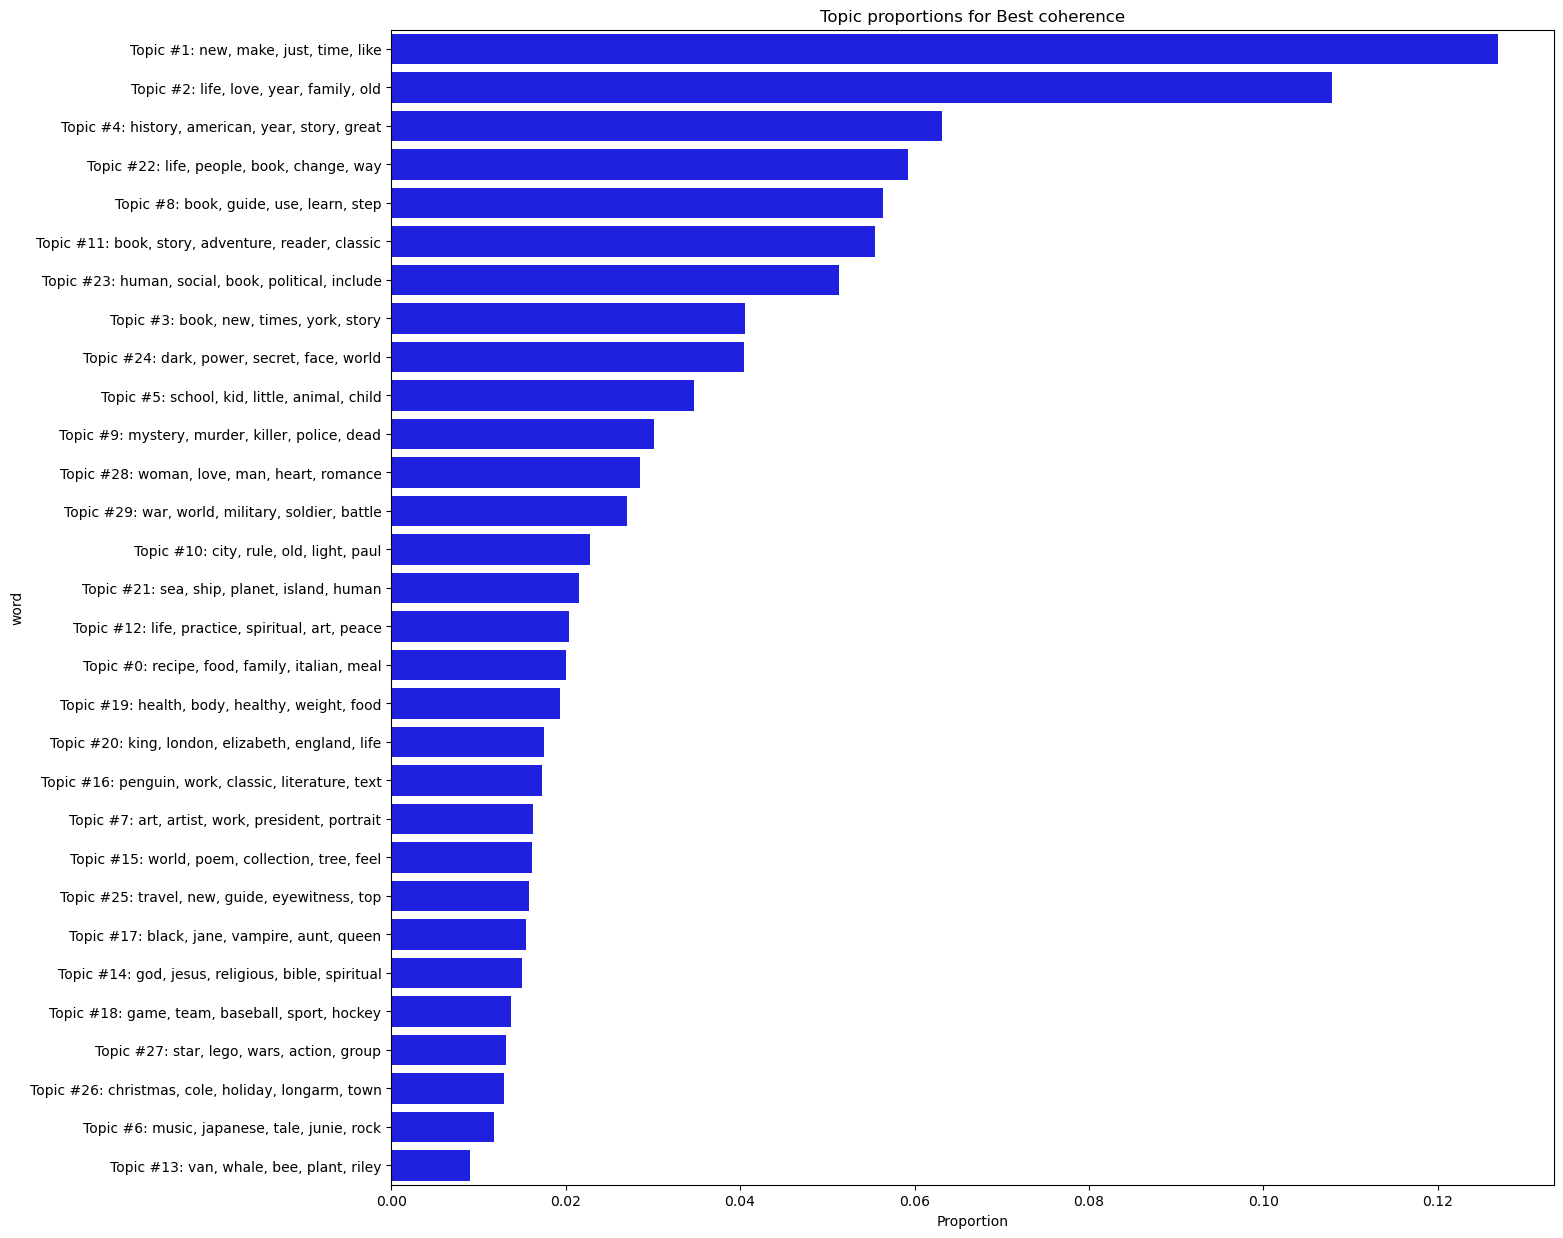 Topic proportions for Best coherence
Topic #1: new, make, just, time, like
Topic #2: life, love, year, family, old
Topic #4: history, american, year, story, great
Topic #22: life, people, book, change, way
Topic #8: book, guide, use, learn, step
Topic #11: book, story, adventure, reader, classic
Topic #23: human, social, book, political, include
Topic #3: book, new, times, york, story
Topic #24: dark, power, secret, face, world
Topic #5: school, kid, little, animal, child
Topic #9: mystery, murder, killer, police, dead
Topic #28: woman, love, man, heart, romance
Topic #29: war, world, military, soldier, battle
Topic #10: city, rule, old, light, paul
Topic #21: sea, ship, planet, island, human
Topic #12: life, practice, spiritual, art, peace
Topic #0: recipe, food, family, italian, meal
Topic #19: health, body, healthy, weight, food
Topic #20: king, london, elizabeth, england, life
Topic #16: penguin, work, classic, literature, text
Topic #7: art, artist, work, president, portrait
Topic #15: world, poem, collection, tree, feel
Topic #25: travel, new, guide, eyewitness, top
Topic #17: black, jane, vampire, aunt, queen
Topic #14: god, jesus, religious, bible, spiritual
Topic #18: game, team, baseball, sport, hockey
Topic #27: star, lego, wars, action, group
Topic #26: christmas, cole, holiday, longarm, town
Topic #6: music, japanese, tale, junie, rock
Topic #13: van, whale, bee, plant, riley
word
0.00 0.02 0.04 0.06 0.08 0.10 0.12
Proportion